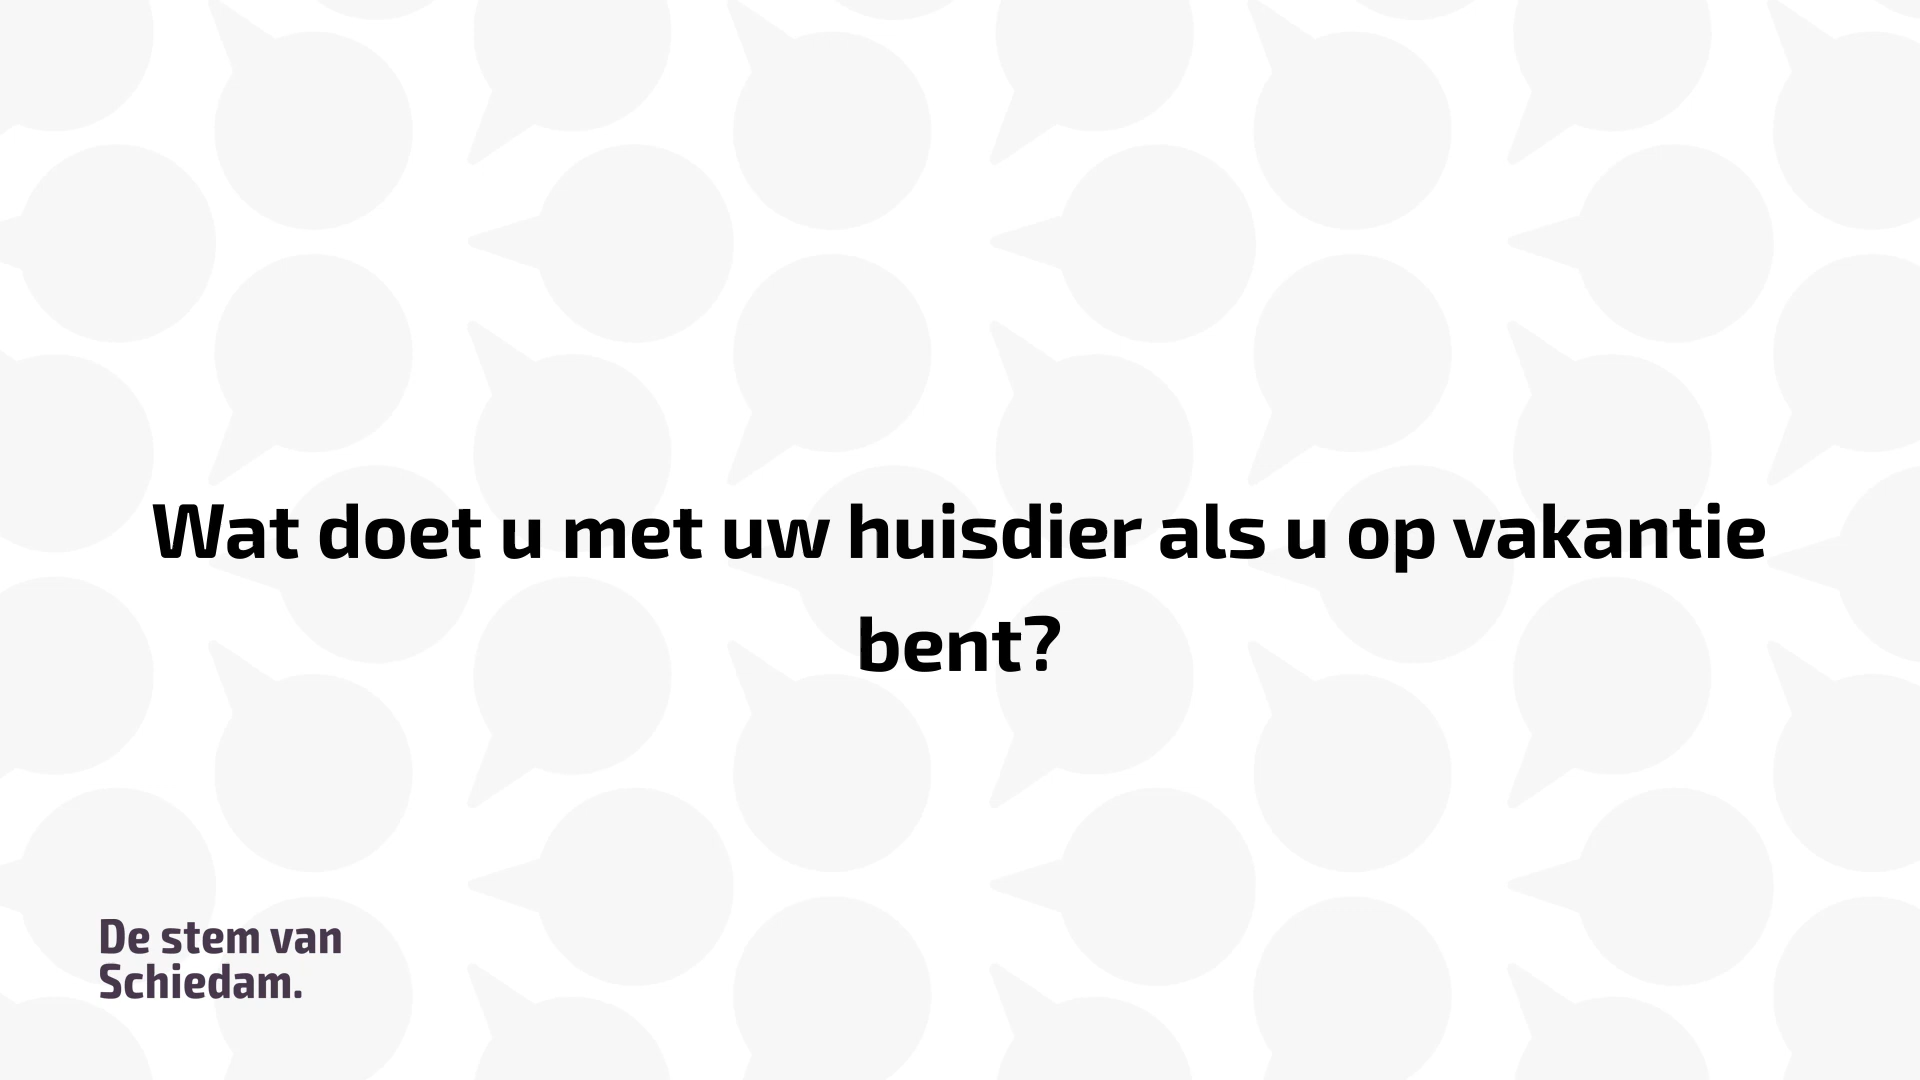 Wat doet u met uw huisdier als u op vakantie
bent?
De stem van
Schiedam.